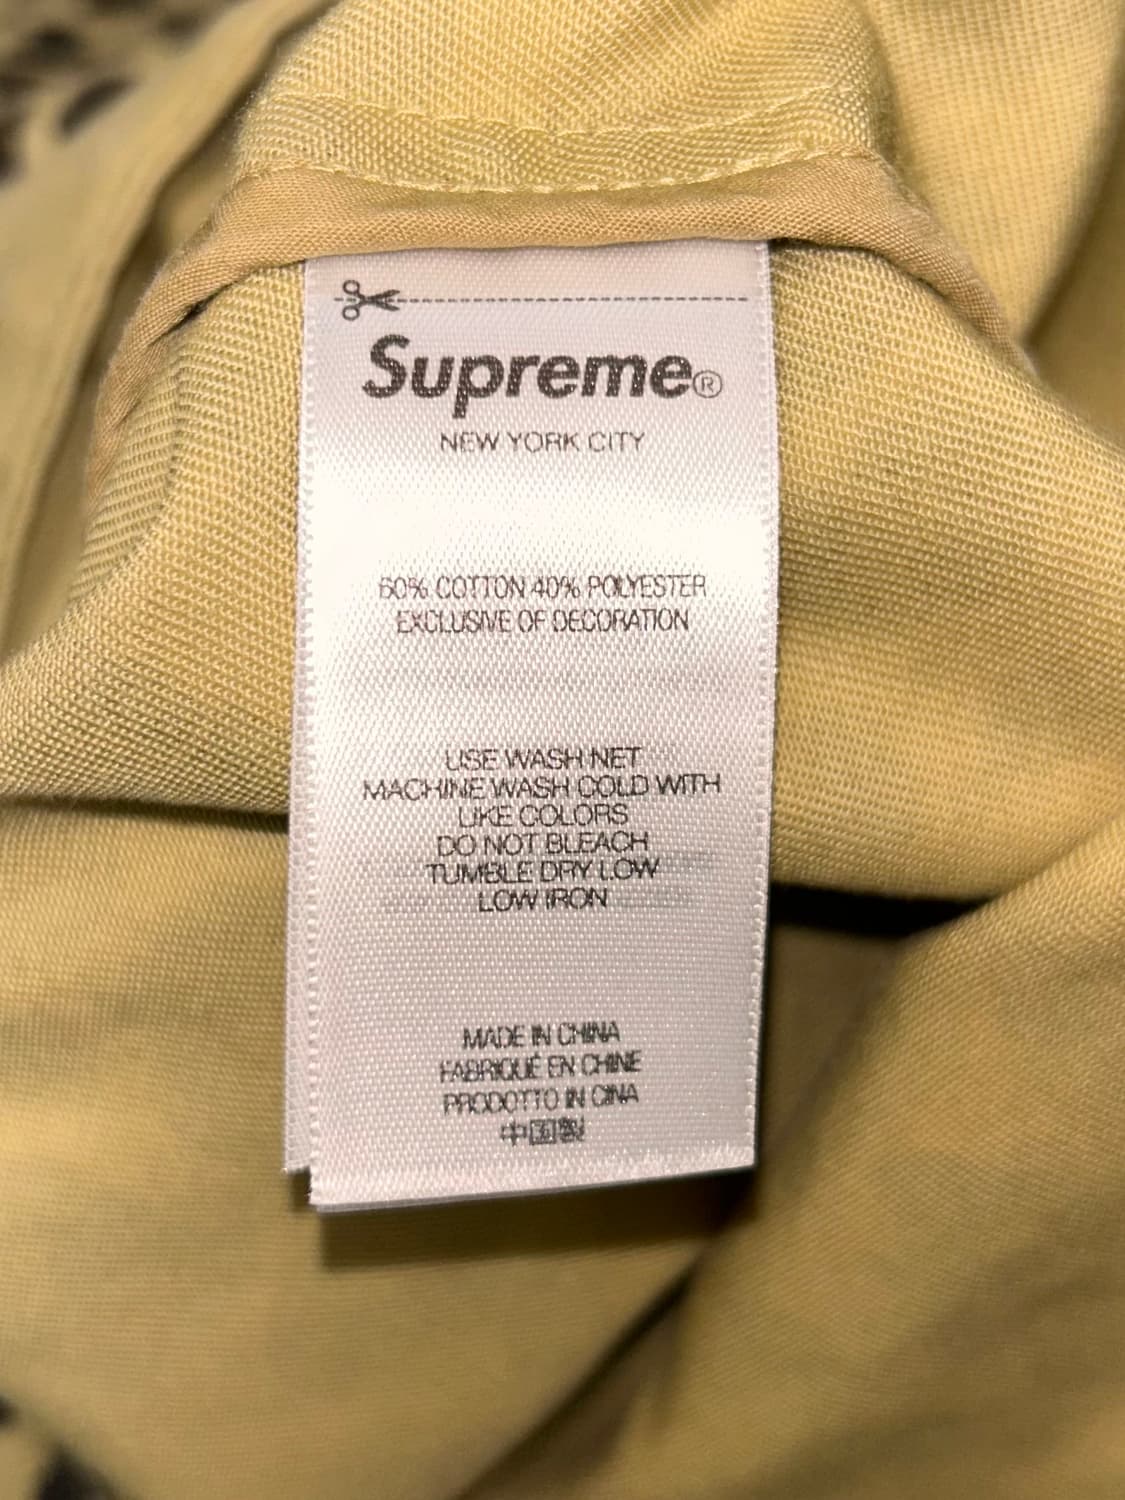 Supreme®
NEW YORK CITY
60% COTTON 40% POLYESTER
EXCLUSIVE OF DECORATION
USE WASH NET
MACHINE WASH COLD WITH
LIKE COLORS
DO NOT BLEACH
TUMBLE DRY LOW
LOW IRON
MADE IN CHINA
FABRIQUÉ EN CHINE
PRODOTTO IN CINA
中国製